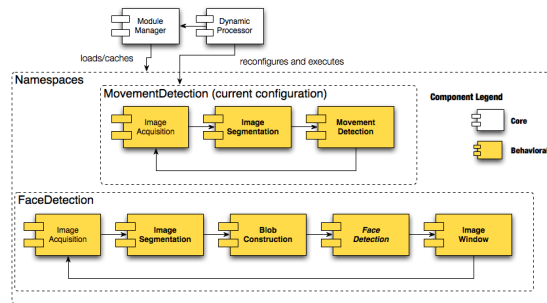 Module
Manager
Dynamic
Processor
loads/caches
reconfigures and executes
Namespaces
MovementDetection (current configuration)
Image
Acquisition
Image
Segmentation
Movement
Detection
Component Legend
Core
Behavioral
FaceDetection
Image
Acquisition
Image
Segmentation
Blob
Construction
Face
Detection
Image
Window